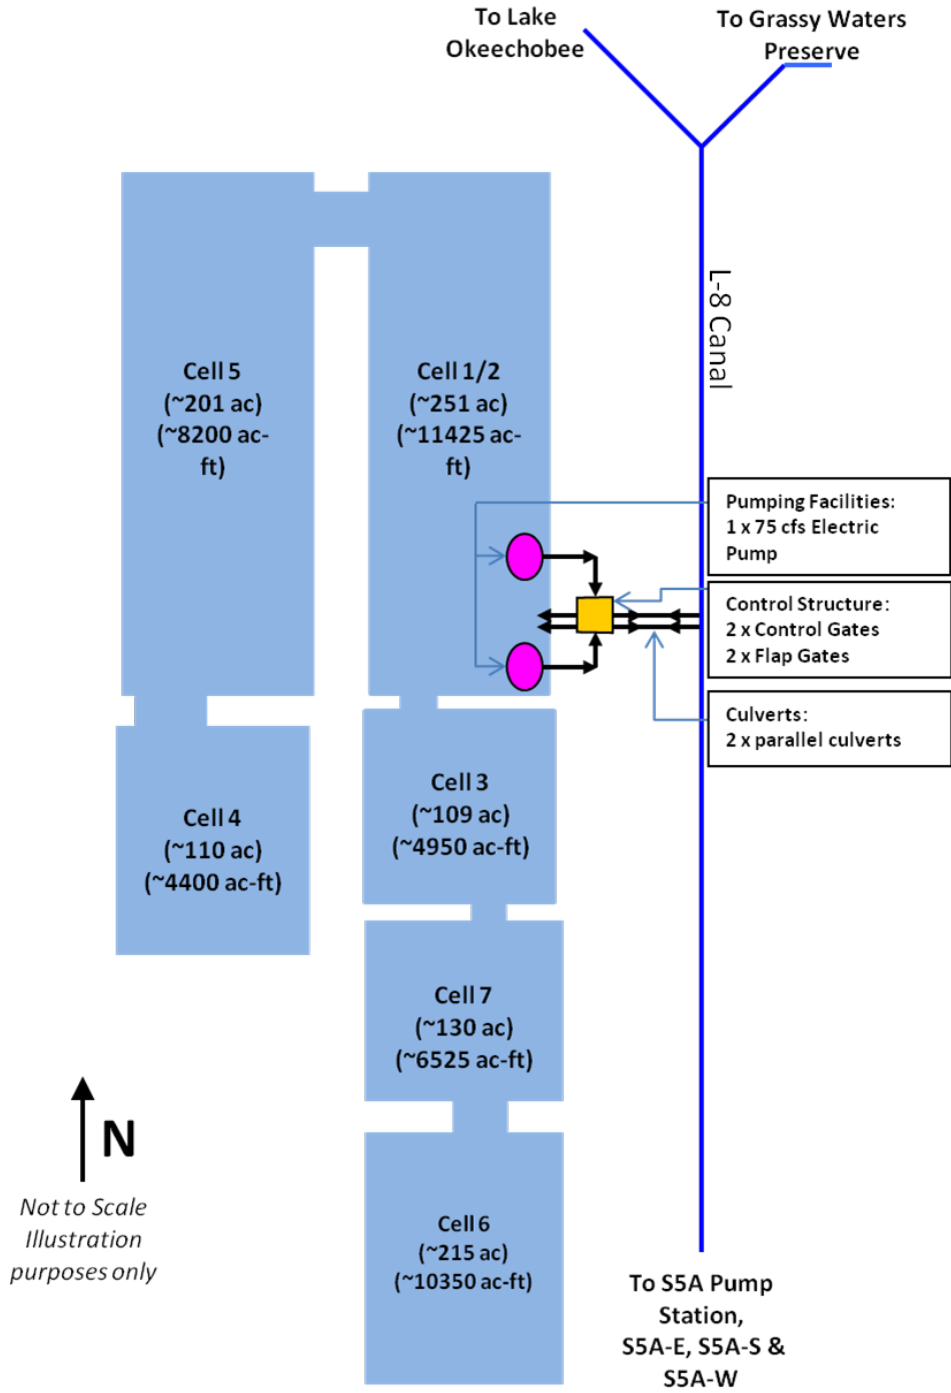 To Lake
Okeechobee
To Grassy Waters
Preserve
L-8 Canal
Cell 5
(~201 ac)
(~8200 ac-
ft)
Cell 1/2
(~251 ac)
(~11425 ac-
ft)
Pumping Facilities:
1 x 75 cfs Electric
Pump
Control Structure:
2 x Control Gates
2 x Flap Gates
Culverts:
2 x parallel culverts
Cell 4
(~110 ac)
(~4400 ac-ft)
Cell 3
(~109 ac)
(~4950 ac-ft)
Cell 7
(~130 ac)
(~6525 ac-ft)
N
Not to Scale
Illustration
purposes only
Cell 6
(~215 ac)
(~10350 ac-ft)
To S5A Pump
Station,
S5A-E, S5A-S &
S5A-W